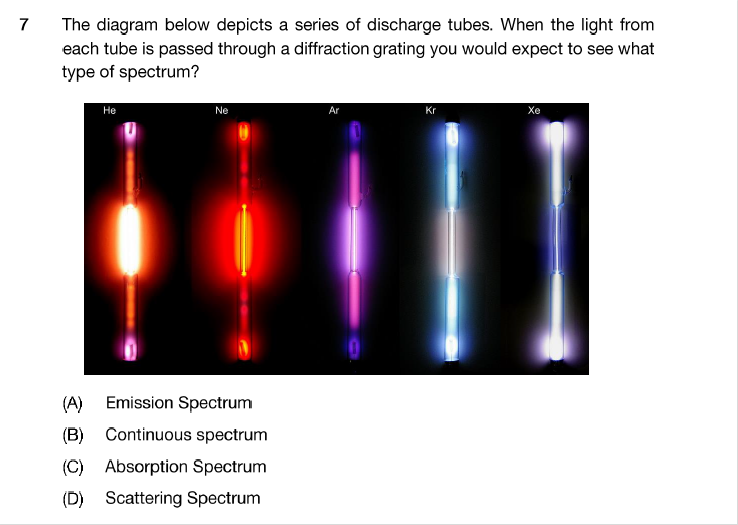 7 The diagram below depicts a series of discharge tubes. When the light from
each tube is passed through a diffraction grating you would expect to see what
type of spectrum?
He Ne Ar Kr Xe
(A) Emission Spectrum
(B) Continuous spectrum
(C) Absorption Spectrum
(D) Scattering Spectrum